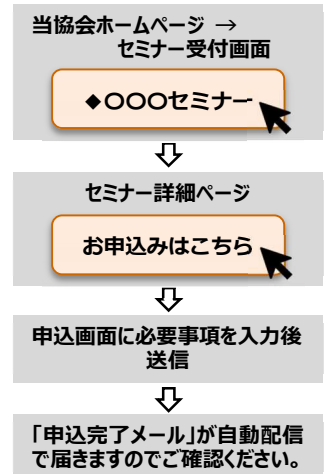 当協会ホームページ →
セミナー受付画面
◆〇〇〇セミナー
セミナー詳細ページ
お申込みはこちら
申込画面に必要事項を入力後
送信
「申込完了メール」が自動配信
で届きますのでご確認ください。